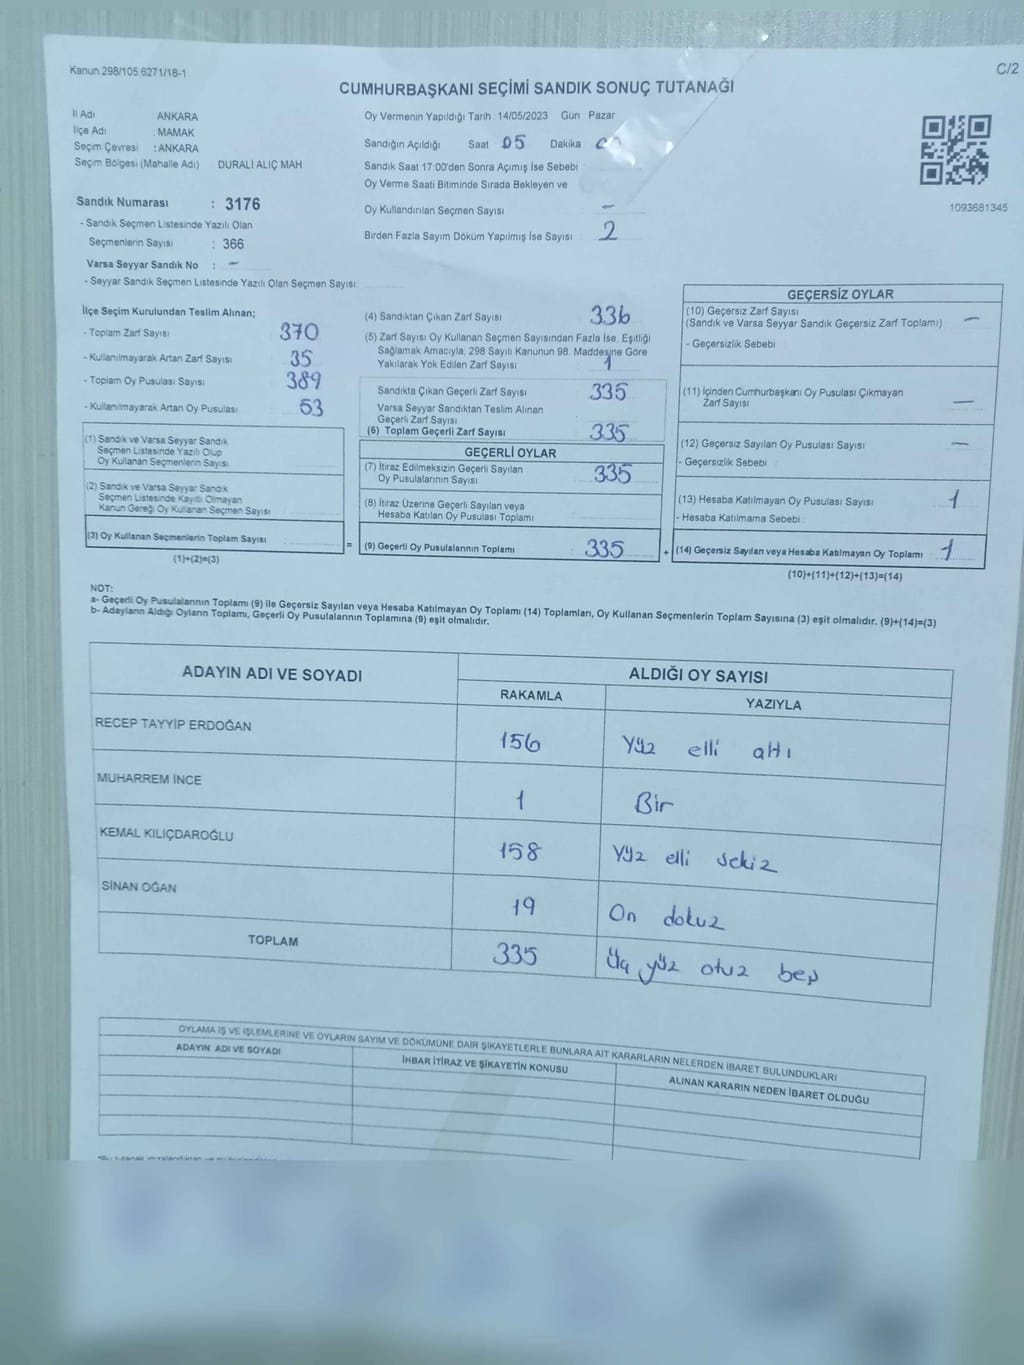 Kanun 298/105 6271/18-1
C/2
CUMHURBAŞKANI SEÇİMİ SANDIK SONUÇ TUTANAĞI
İl Adı ANKARA
İlçe Adı : MAMAK
Seçim Çevresi : ANKARA
Seçim Bölgesi (Mahalle Adı) DURALİ ALIÇ MAH
Oy Vermenin Yapıldığı Tarih 14/05/2023 Gün Pazar
Sandığın Açıldığı Saat 05 Dakika
Sandık Saat 17:00'den Sonra Açımış İse Sebebi
Oy Verme Saati Bitiminde Sırada Bekleyen ve
Oy Kullandırılan Seçmen Sayısı : -
Birden Fazla Sayım Döküm Yapılmış İse Sayısı : 2
1093681345
Sandık Numarası : 3176
- Sandık Seçmen Listesinde Yazılı Olan
Seçmenlerin Sayısı : 366
Varsa Seyyar Sandık No : -
- Seyyar Sandık Seçmen Listesinde Yazılı Olan Seçmen Sayısı:
İlçe Seçim Kurulundan Teslim Alınan;
- Toplam Zarf Sayısı 370
- Kullanılmayarak Artan Zarf Sayısı 35
- Toplam Oy Pusulası Sayısı 389
- Kullanılmayarak Artan Oy Pusulası 53
(1) Sandık ve Varsa Seyyar Sandık
Seçmen Listesinde Yazılı Olup
Oy Kullanan Seçmenlerin Sayısı :
(2) Sandık ve Varsa Seyyar Sandık
Seçmen Listesinde Kayıtlı Olmayan
Kanun Gereği Oy Kullanan Seçmen Sayısı :
(3) Oy Kullanan Seçmenlerin Toplam Sayısı :
(1)+(2)=(3)
=
(4) Sandıktan Çıkan Zarf Sayısı : 336
(5) Zarf Sayısı Oy Kullanan Seçmen Sayısından Fazla İse, Eşitliği
Sağlamak Amacıyla, 298 Sayılı Kanunun 98. Maddesine Göre
Yakılarak Yok Edilen Zarf Sayısı : 1
Sandıkta Çıkan Geçerli Zarf Sayısı : 335
Varsa Seyyar Sandıktan Teslim Alınan
Geçerli Zarf Sayısı :
(6) Toplam Geçerli Zarf Sayısı : 335
GEÇERLİ OYLAR
(7) İtiraz Edilmeksizin Geçerli Sayılan
Oy Pusulalarının Sayısı : 335
(8) İtiraz Üzerine Geçerli Sayılan veya
Hesaba Katılan Oy Pusulası Toplamı :
(9) Geçerli Oy Pusulalarının Toplamı : 335
+
GEÇERSİZ OYLAR
(10) Geçersiz Zarf Sayısı
(Sandık ve Varsa Seyyar Sandık Geçersiz Zarf Toplamı) : -
- Geçersizlik Sebebi :
(11) İçinden Cumhurbaşkanı Oy Pusulası Çıkmayan
Zarf Sayısı : -
(12) Geçersiz Sayılan Oy Pusulası Sayısı : -
- Geçersizlik Sebebi :
(13) Hesaba Katılmayan Oy Pusulası Sayısı : 1
- Hesaba Katılmama Sebebi :
(14) Geçersiz Sayılan veya Hesaba Katılmayan Oy Toplamı : 1
(10)+(11)+(12)+(13)=(14)
NOT:
a- Geçerli Oy Pusulalarının Toplamı (9) ile Geçersiz Sayılan veya Hesaba Katılmayan Oy Toplamı (14) Toplamları, Oy Kullanan Seçmenlerin Toplam Sayısına (3) eşit olmalıdır. (9)+(14)=(3)
b- Adayların Aldığı Oyların Toplamı, Geçerli Oy Pusulalarının Toplamına (9) eşit olmalıdır.
ADAYIN ADI VE SOYADI ALDIĞI OY SAYISI
RAKAMLA YAZIYLA
RECEP TAYYİP ERDOĞAN 156 Yüz elli altı
MUHARREM İNCE 1 Bir
KEMAL KILIÇDAROĞLU 158 Yüz elli sekiz
SİNAN OĞAN 19 On dokuz
TOPLAM 335 Üç yüz otuz beş
OYLAMA İŞ VE İŞLEMLERİNE VE OYLARIN SAYIM VE DÖKÜMÜNE DAİR ŞİKAYETLERLE BUNLARA AİT KARARLARIN NELERDEN İBARET BULUNDUKLARI
ADAYIN ADI VE SOYADI İHBAR İTİRAZ VE ŞİKAYETİN KONUSU ALINAN KARARIN NEDEN İBARET OLDUĞU